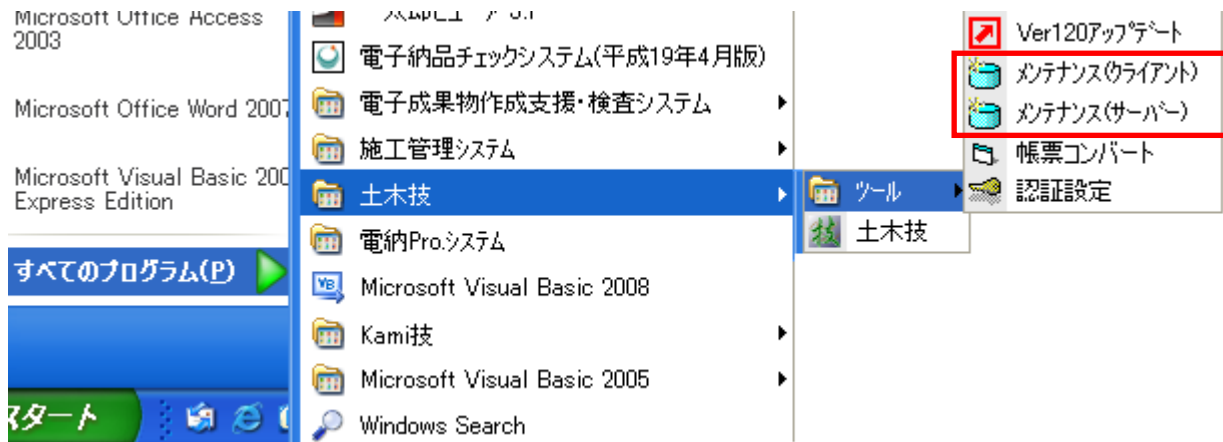 Microsoft Office Access
2003
Microsoft Office Word 2007
Microsoft Visual Basic 200
Express Edition
すべてのプログラム(P)
スタート
電子納品チェックシステム(平成19年4月版)
電子成果物作成支援・検査システム
施工管理システム
土木技
電納Pro.システム
Microsoft Visual Basic 2008
Kami技
Microsoft Visual Basic 2005
Windows Search
ツール
土木技
Ver120アップデート
メンテナンス(クライアント)
メンテナンス(サーバー)
帳票コンバート
認証設定